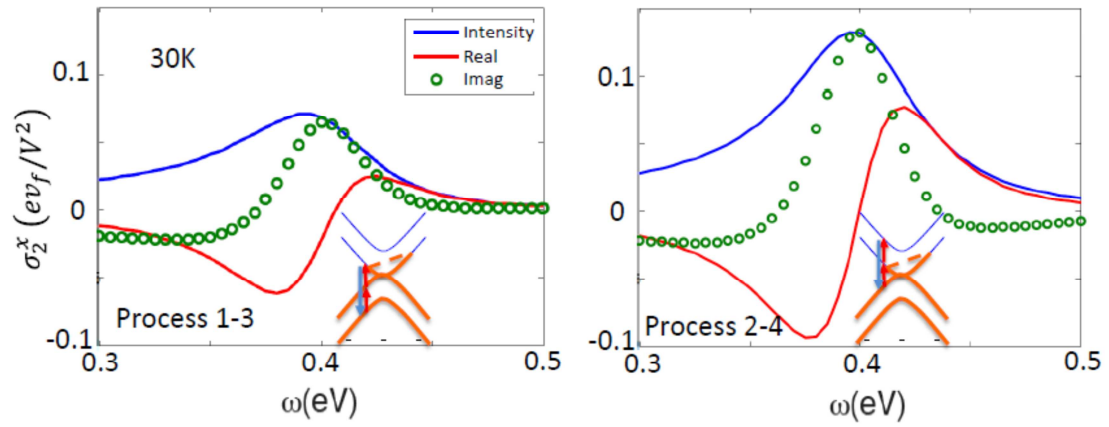 30K
Intensity
Real
Imag
0.1
0
-0.1
σ₂ˣ (ev_f/V²)
Process 1-3
0.3
0.4
0.5
ω(eV)
0.1
0
-0.1
Process 2-4
0.3
0.4
0.5
ω(eV)